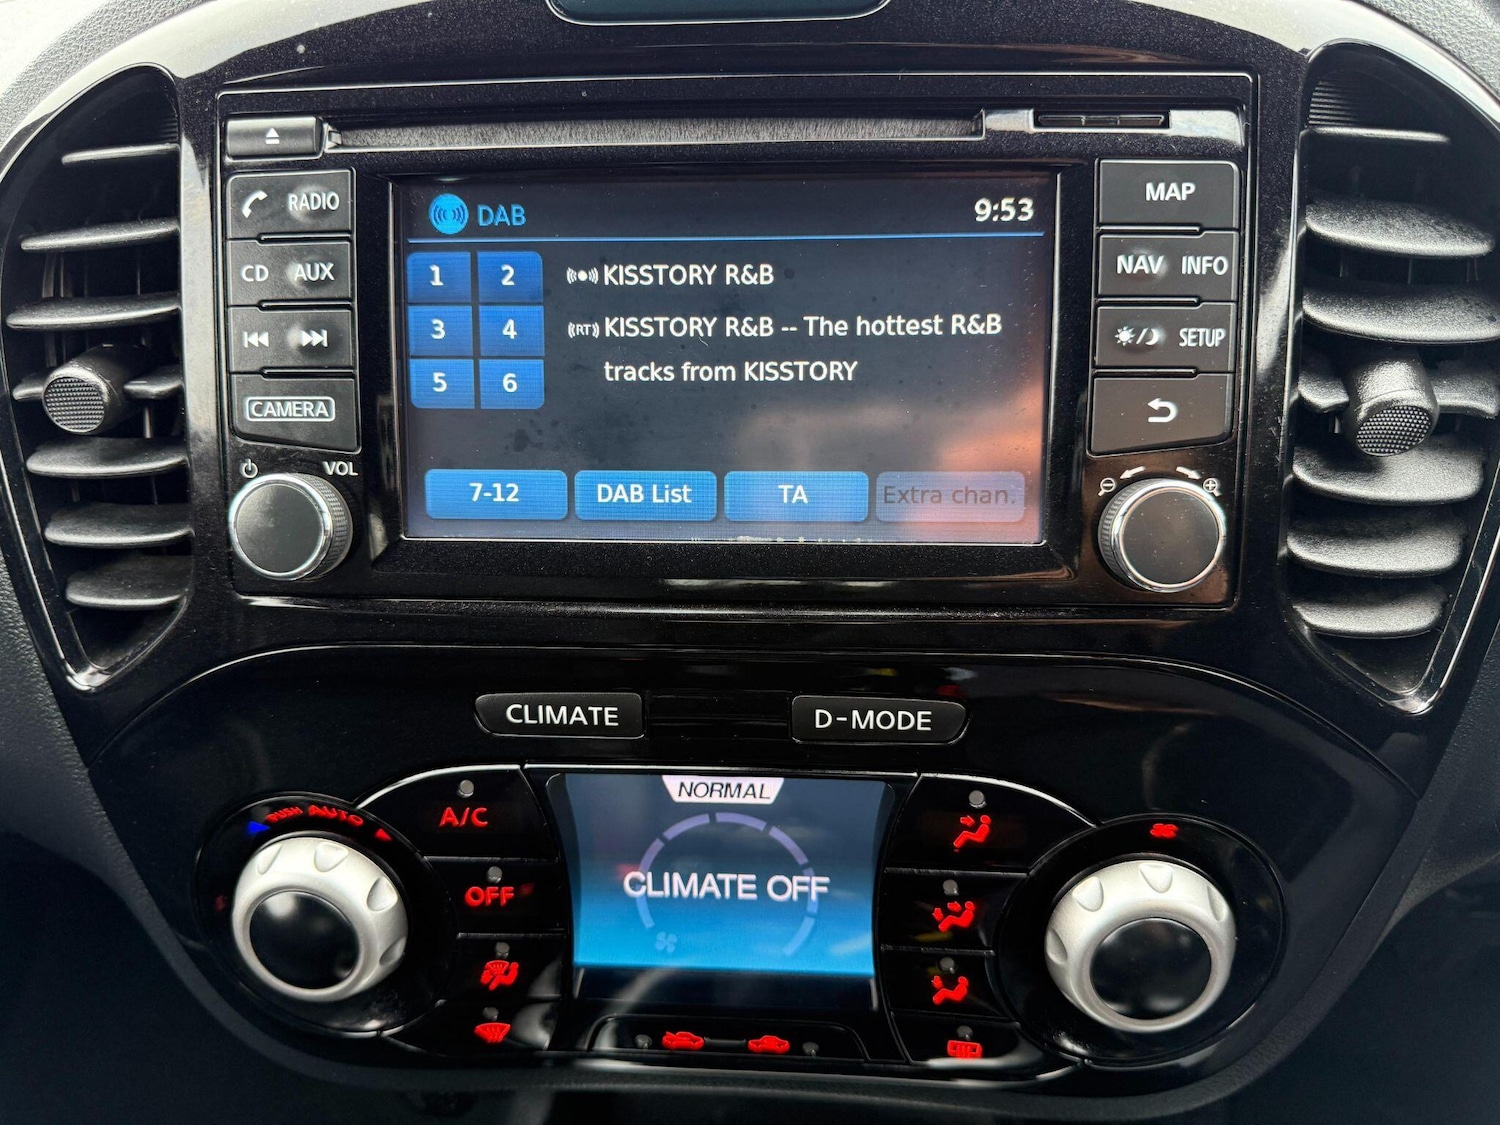 RADIO
CD AUX
CAMERA
VOL
DAB 9:53
1 2
3 4
5 6
KISSTORY R&B
((RT)) KISSTORY R&B -- The hottest R&B
tracks from KISSTORY
7-12 DAB List TA Extra chan.
MAP
NAV INFO
SETUP
CLIMATE D-MODE
PUSH AUTO
A/C
OFF
NORMAL
CLIMATE OFF